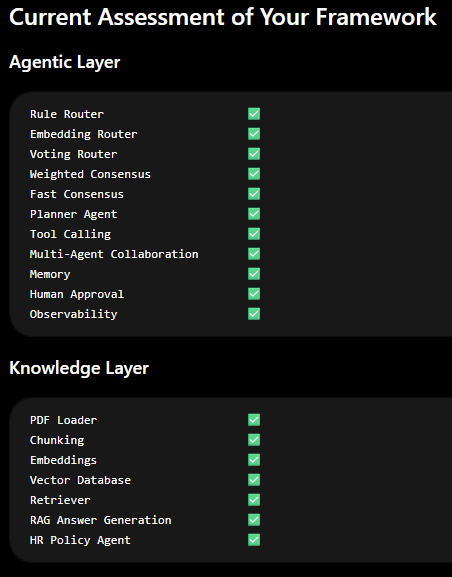 Current Assessment of Your Framework
Agentic Layer
Rule Router ✅
Embedding Router ✅
Voting Router ✅
Weighted Consensus ✅
Fast Consensus ✅
Planner Agent ✅
Tool Calling ✅
Multi-Agent Collaboration ✅
Memory ✅
Human Approval ✅
Observability ✅
Knowledge Layer
PDF Loader ✅
Chunking ✅
Embeddings ✅
Vector Database ✅
Retriever ✅
RAG Answer Generation ✅
HR Policy Agent ✅